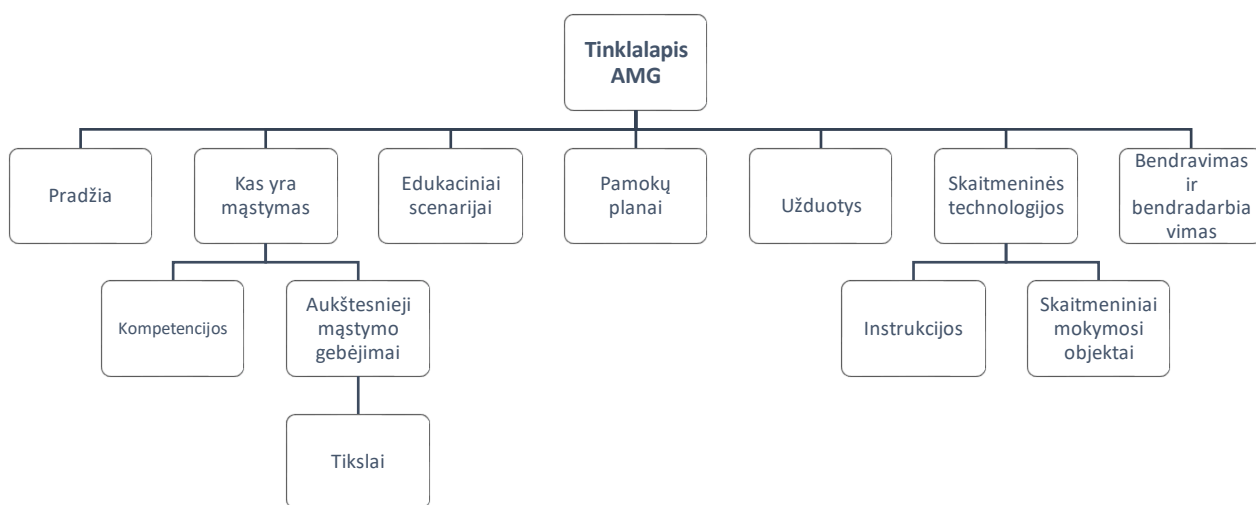 Tinklalapis
AMG
Pradžia
Kas yra
mąstymas
Edukaciniai
scenarijai
Pamokų
planai
Užduotys
Skaitmeninės
technologijos
Bendravimas
ir
bendradarbia
vimas
Kompetencijos
Aukštesnieji
mąstymo
gebėjimai
Instrukcijos
Skaitmeniniai
mokymosi
objektai
Tikslai